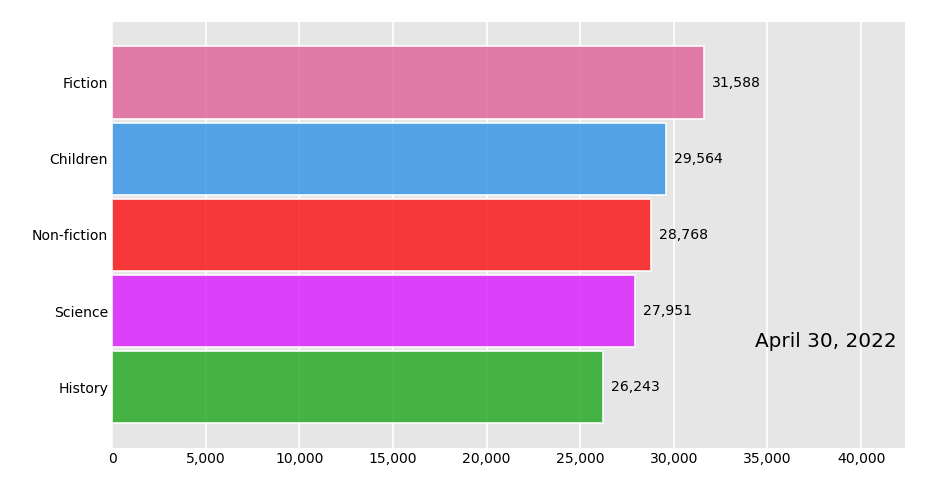 Fiction 31,588
Children 29,564
Non-fiction 28,768
Science 27,951
April 30, 2022
History 26,243
0 5,000 10,000 15,000 20,000 25,000 30,000 35,000 40,000